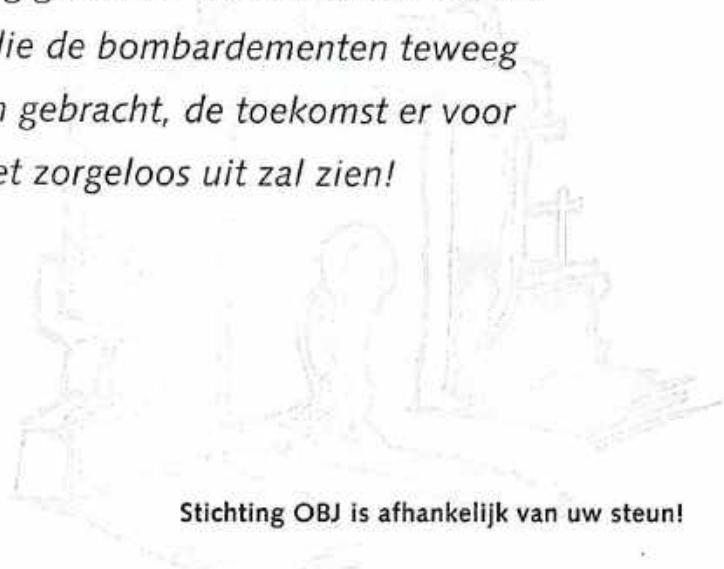 die de bombardementen teweeg
gebracht, de toekomst er voor
zorgeloos uit zal zien!
Stichting OBJ is afhankelijk van uw steun!